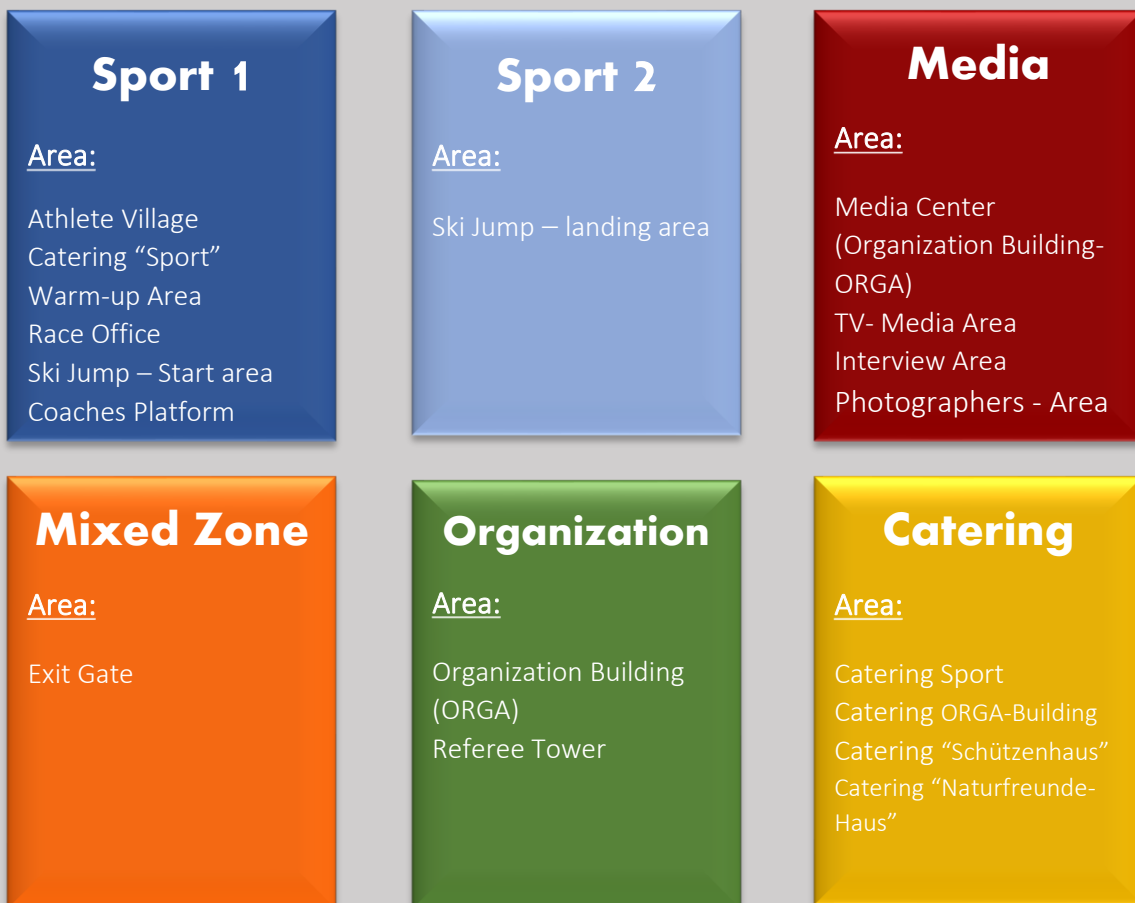 Sport 1
Area:
Athlete Village
Catering “Sport”
Warm-up Area
Race Office
Ski Jump – Start area
Coaches Platform
Sport 2
Area:
Ski Jump – landing area
Media
Area:
Media Center
(Organization Building-
ORGA)
TV- Media Area
Interview Area
Photographers - Area
Mixed Zone
Area:
Exit Gate
Organization
Area:
Organization Building
(ORGA)
Referee Tower
Catering
Area:
Catering Sport
Catering ORGA-Building
Catering “Schützenhaus”
Catering “Naturfreunde-
Haus”